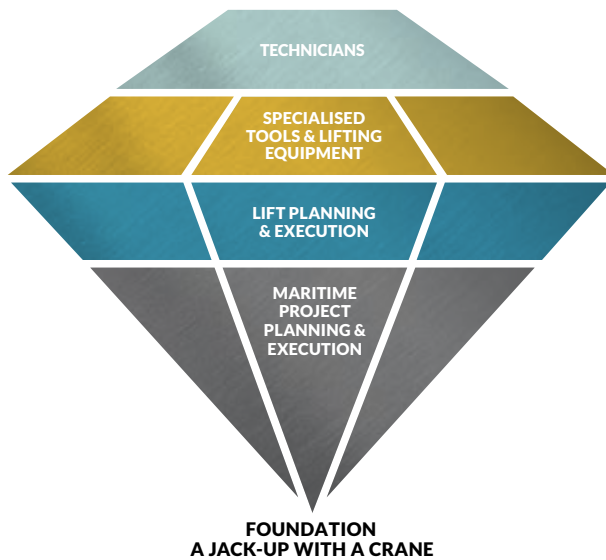 TECHNICIANS
SPECIALISED
TOOLS & LIFTING
EQUIPMENT
LIFT PLANNING
& EXECUTION
MARITIME
PROJECT
PLANNING &
EXECUTION
FOUNDATION
A JACK-UP WITH A CRANE